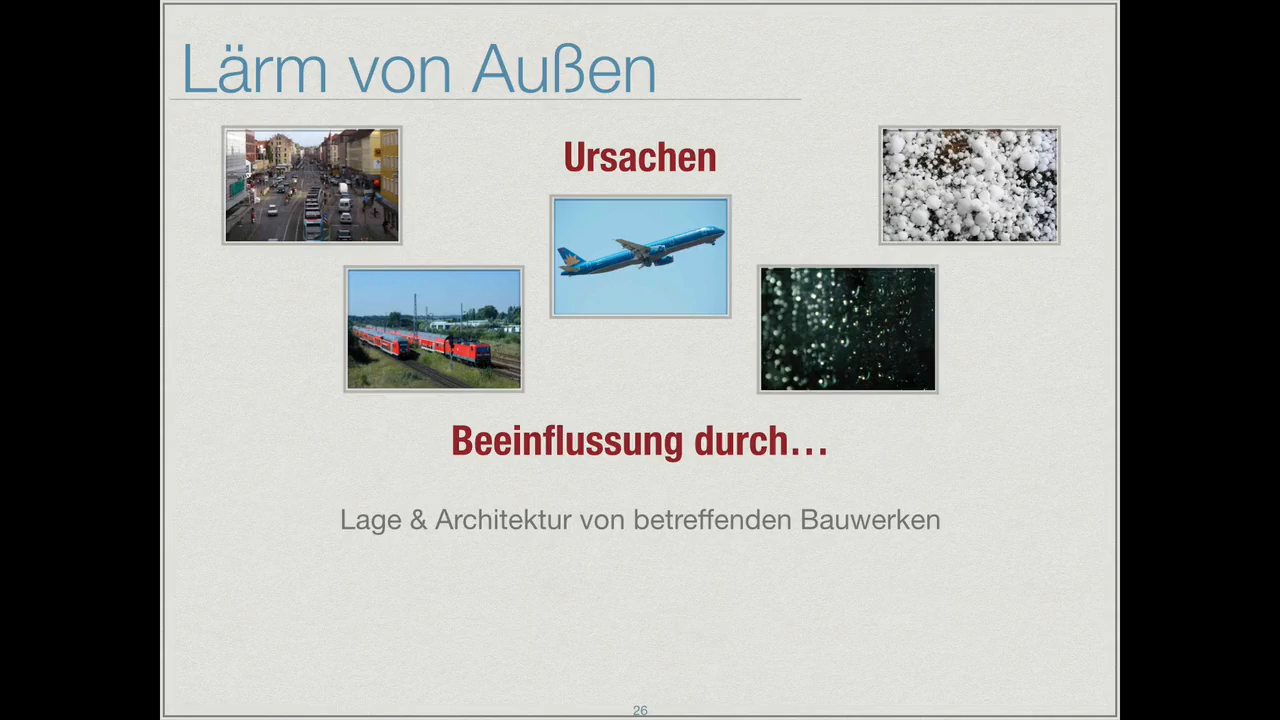 Lärm von Außen
Ursachen
Beeinflussung durch…
Lage & Architektur von betreffenden Bauwerken
26